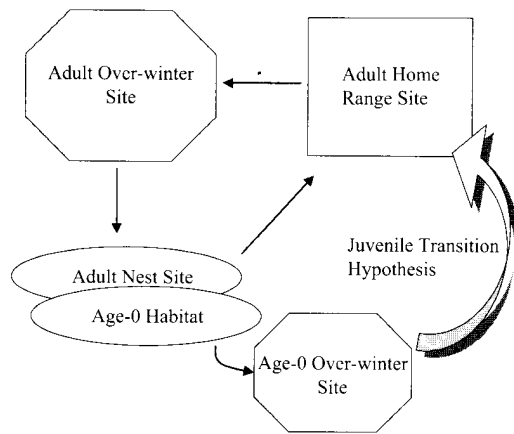 Adult Over-winter
Site
Adult Home
Range Site
Juvenile Transition
Hypothesis
Adult Nest Site
Age-0 Habitat
Age-0 Over-winter
Site